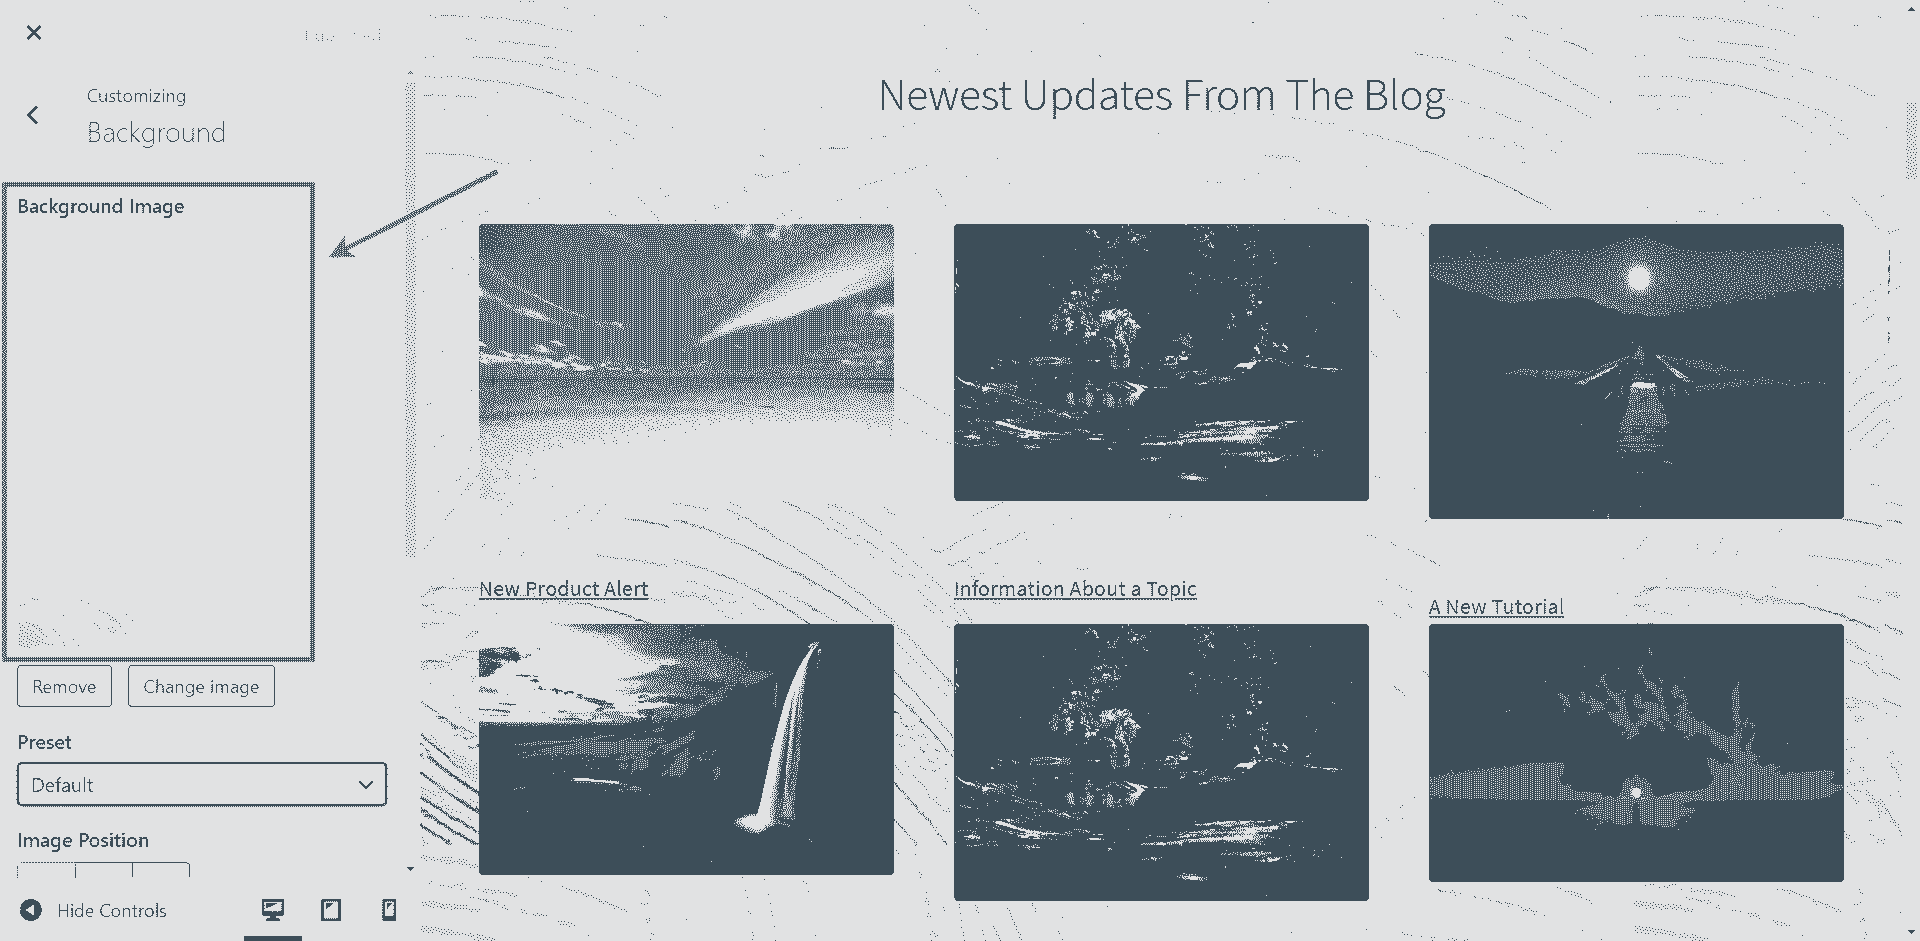 Customizing
Background
Background Image
Remove
Change image
Preset
Default
Image Position
Hide Controls
Newest Updates From The Blog
New Product Alert
Information About a Topic
A New Tutorial